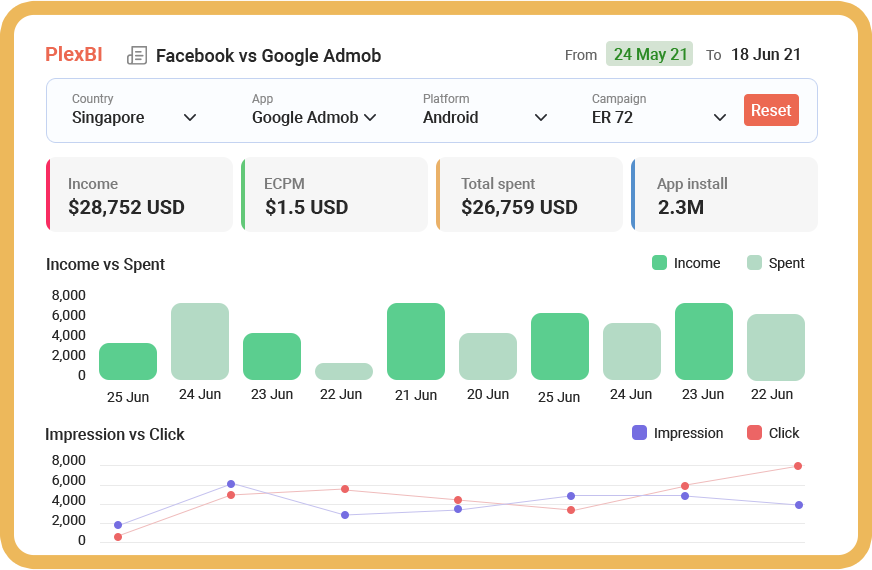 PlexBI Facebook vs Google Admob From 24 May 21 To 18 Jun 21
Country App Platform Campaign
Singapore Google Admob Android ER 72 Reset
Income ECPM Total spent App install
$28,752 USD $1.5 USD $26,759 USD 2.3M
Income vs Spent Income Spent
8,000
6,000
4,000
2,000
0
25 Jun 24 Jun 23 Jun 22 Jun 21 Jun 20 Jun 25 Jun 24 Jun 23 Jun 22 Jun
Impression vs Click Impression Click
8,000
6,000
4,000
2,000
0